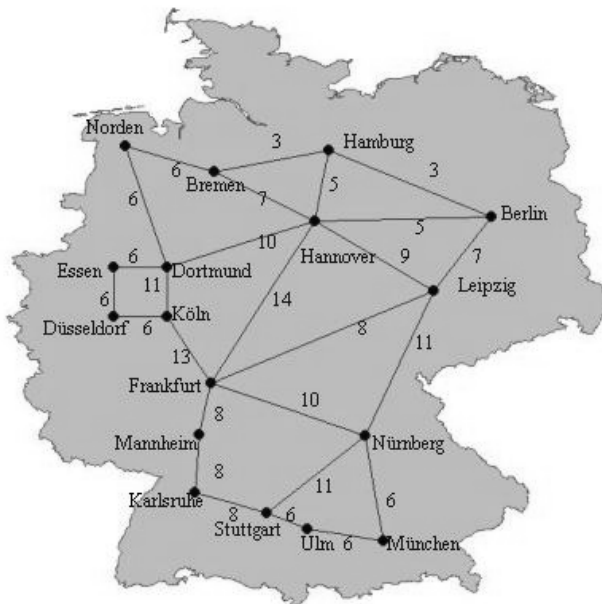 Norden
3
Hamburg
6
Bremen
3
7
5
6
Berlin
10
Hannover
5
9
7
Essen
6
Dortmund
Leipzig
6
11
14
Düsseldorf
6
Köln
8
11
13
Frankfurt
10
8
Mannheim
Nürnberg
8
Karlsruhe
8
11
6
Stuttgart
6
Ulm
6
München